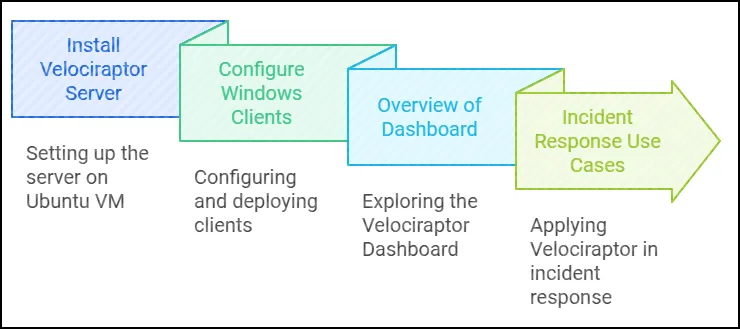 Install
Velociraptor
Server
Setting up the
server on
Ubuntu VM
Configure
Windows
Clients
Configuring
and deploying
clients
Overview of
Dashboard
Exploring the
Velociraptor
Dashboard
Incident
Response Use
Cases
Applying
Velociraptor in
incident
response